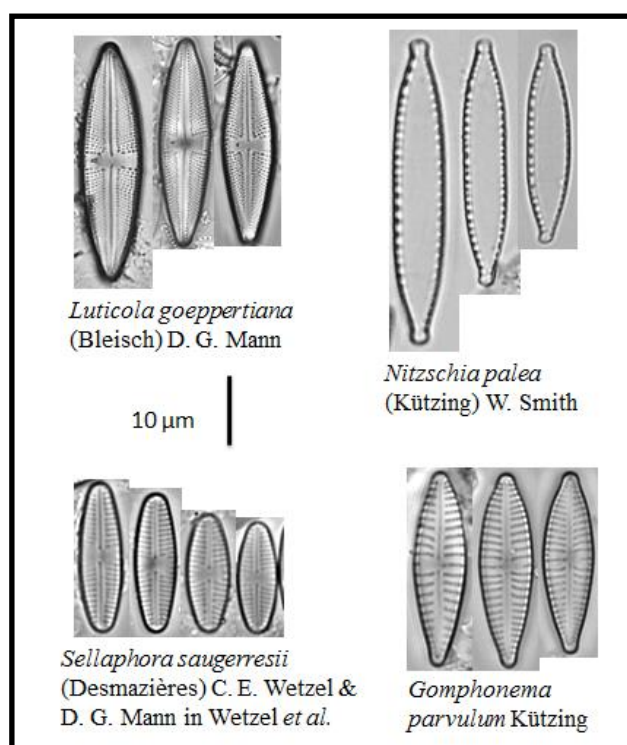 Luticola goeppertiana
(Bleisch) D. G. Mann
Nitzschia palea
(Kützing) W. Smith
10 µm
Sellaphora saugerresii
(Desmazières) C. E. Wetzel &
D. G. Mann in Wetzel et al.
Gomphonema
parvulum Kützing